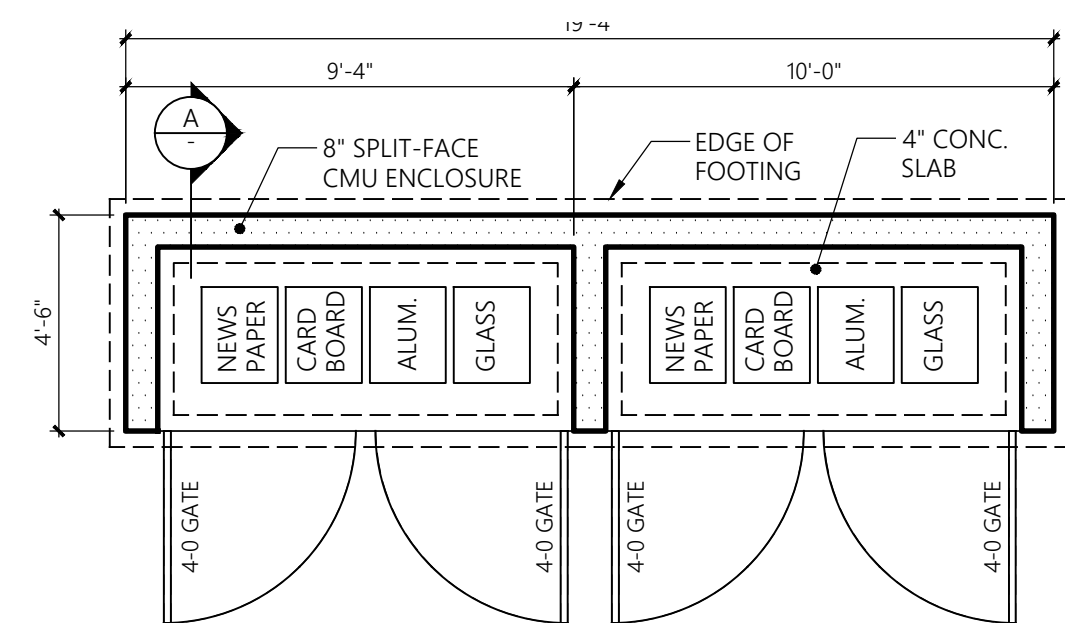 19'-4"
9'-4"
10'-0"
A
-
8" SPLIT-FACE
CMU ENCLOSURE
EDGE OF
FOOTING
4" CONC.
SLAB
4'-6"
NEWS
PAPER
CARD
BOARD
ALUM.
GLASS
NEWS
PAPER
CARD
BOARD
ALUM.
GLASS
4-0 GATE
4-0 GATE
4-0 GATE
4-0 GATE